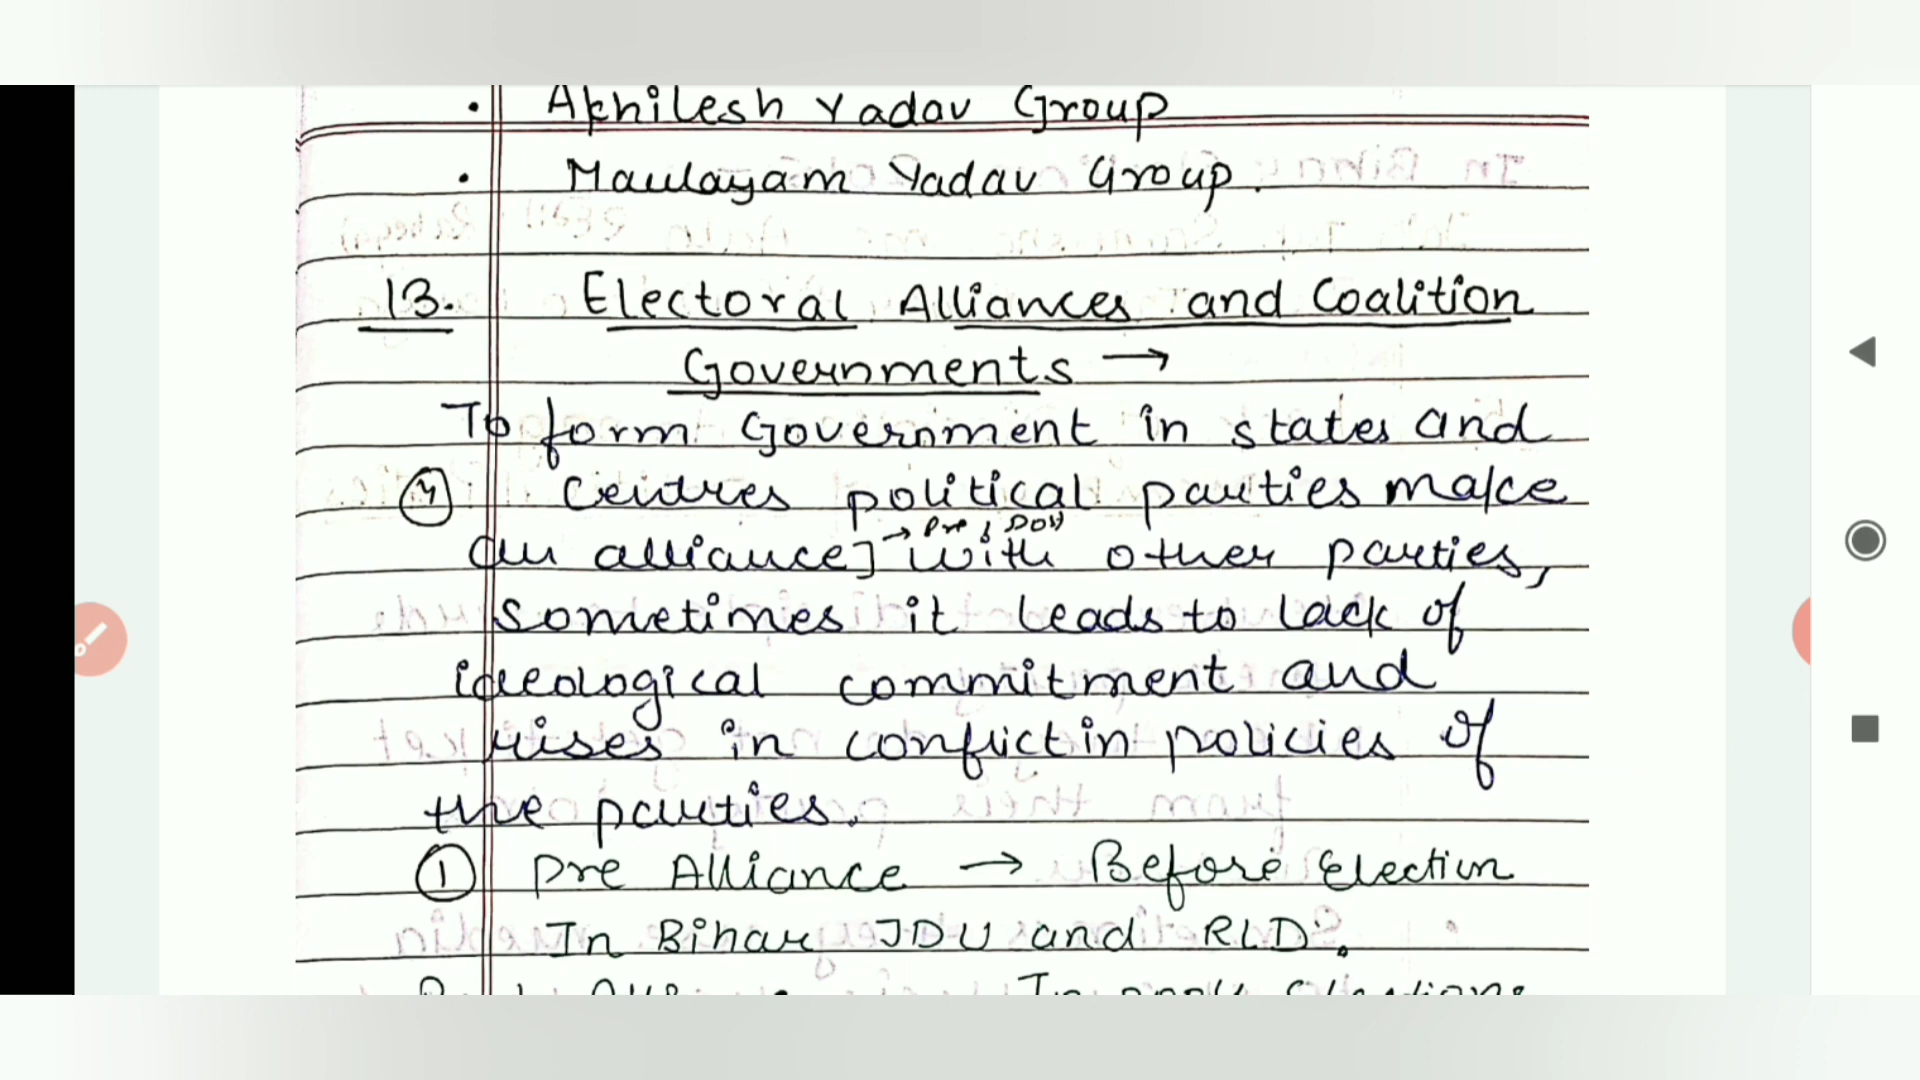 • Akhilesh Yadav Group
• Maulayam Yadav Group.
13. Electoral Alliances and Coalition
Governments →
To form Government in states and
Centres political parties make
→ Pre & Post
an alliance] with other parties,
sometimes it leads to lack of
ideological commitment and
rises in conflict in policies of
the parties.
① Pre Alliance → Before Election
In Bihar JDU and RLD.